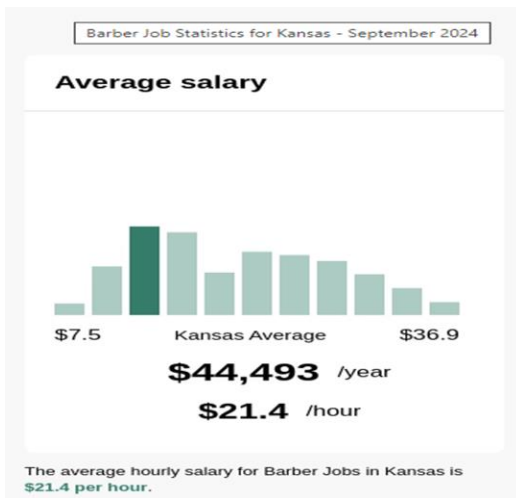 Barber Job Statistics for Kansas - September 2024
Average salary
$7.5 Kansas Average $36.9
$44,493 /year
$21.4 /hour
The average hourly salary for Barber Jobs in Kansas is
$21.4 per hour.